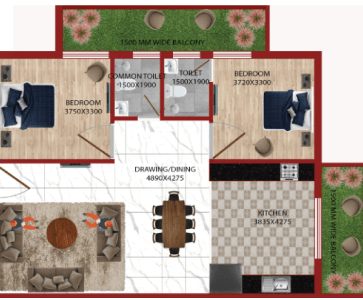 1500 MM WIDE BALCONY
COMMON TOILET
1500X1900
TOILET
1500X1900
BEDROOM
3750X3300
BEDROOM
3720X3300
DRAWING/DINING
4890X4275
KITCHEN
3835X4275
1500 MM WIDE BALCONY